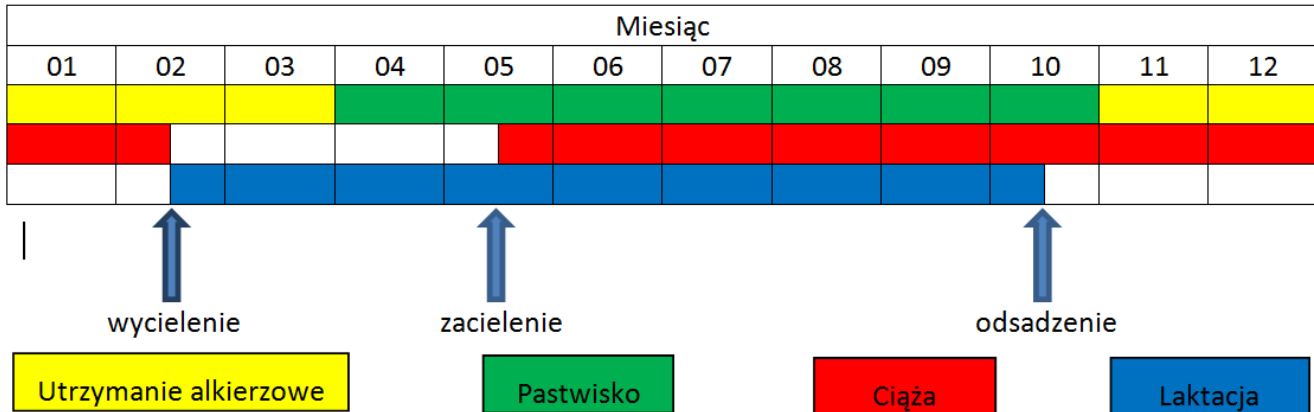 Miesiąc
01 02 03 04 05 06 07 08 09 10 11 12
wycielenie zacielenie odsadzenie
Utrzymanie alkierzowe Pastwisko Ciąża Laktacja